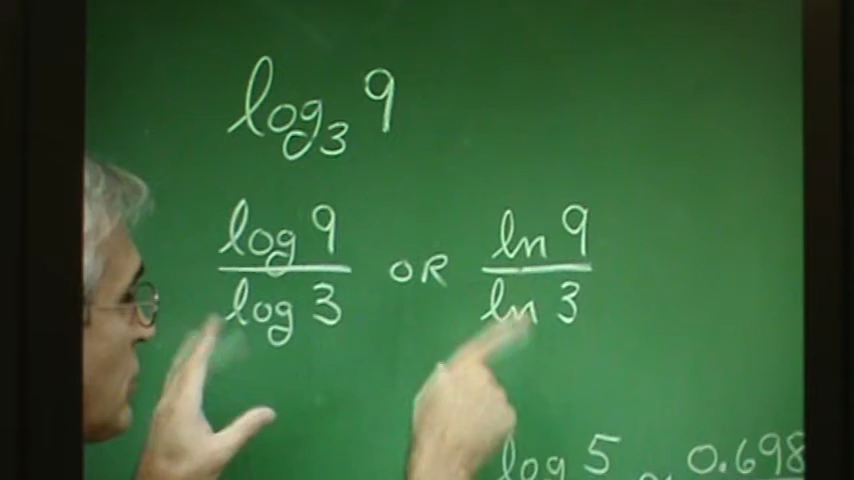 log₃ 9
log 9 / log 3 OR ln 9 / ln 3
log 5 0.698